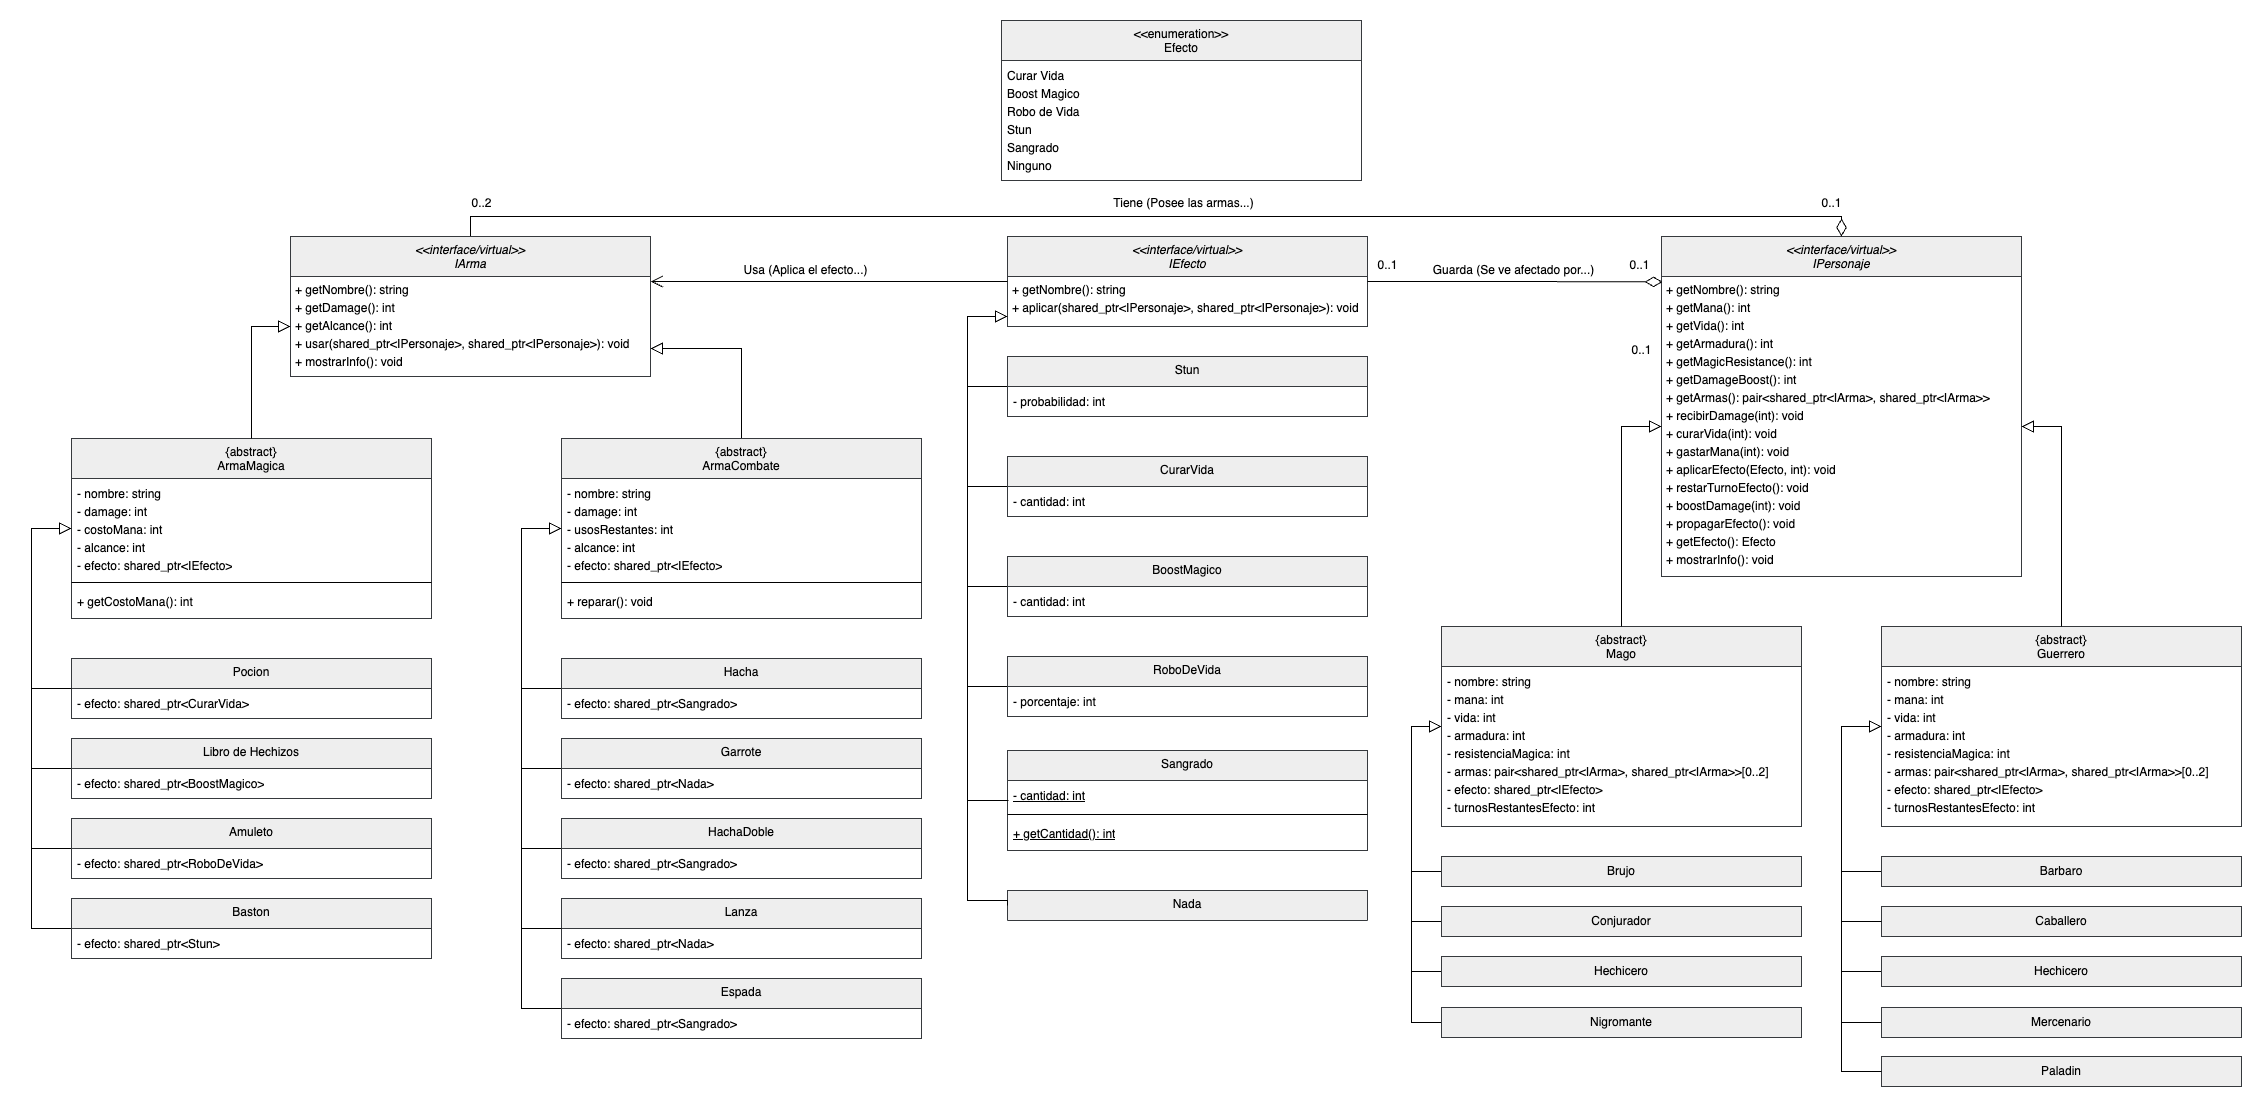 <<enumeration>>
Efecto
Curar Vida
Boost Magico
Robo de Vida
Stun
Sangrado
Ninguno
0..2
Tiene (Posee las armas...)
0..1
<<interface/virtual>>
IArma
+ getNombre(): string
+ getDamage(): int
+ getAlcance(): int
+ usar(shared_ptr<IPersonaje>, shared_ptr<IPersonaje>): void
+ mostrarInfo(): void
Usa (Aplica el efecto...)
<<interface/virtual>>
IEfecto
+ getNombre(): string
+ aplicar(shared_ptr<IPersonaje>, shared_ptr<IPersonaje>): void
0..1
Guarda (Se ve afectado por...)
0..1
<<interface/virtual>>
IPersonaje
+ getNombre(): string
+ getMana(): int
+ getVida(): int
+ getArmadura(): int
+ getMagicResistance(): int
+ getDamageBoost(): int
+ getArmas(): pair<shared_ptr<IArma>, shared_ptr<IArma>>
+ recibirDamage(int): void
+ curarVida(int): void
+ gastarMana(int): void
+ aplicarEfecto(Efecto, int): void
+ restarTurnoEfecto(): void
+ boostDamage(int): void
+ propagarEfecto(): void
+ getEfecto(): Efecto
+ mostrarInfo(): void
0..1
{abstract}
ArmaMagica
- nombre: string
- damage: int
- costoMana: int
- alcance: int
- efecto: shared_ptr<IEfecto>
+ getCostoMana(): int
Pocion
- efecto: shared_ptr<CurarVida>
Libro de Hechizos
- efecto: shared_ptr<BoostMagico>
Amuleto
- efecto: shared_ptr<RoboDeVida>
Baston
- efecto: shared_ptr<Stun>
{abstract}
ArmaCombate
- nombre: string
- damage: int
- usosRestantes: int
- alcance: int
- efecto: shared_ptr<IEfecto>
+ reparar(): void
Hacha
- efecto: shared_ptr<Sangrado>
Garrote
- efecto: shared_ptr<Nada>
HachaDoble
- efecto: shared_ptr<Sangrado>
Lanza
- efecto: shared_ptr<Nada>
Espada
- efecto: shared_ptr<Sangrado>
Stun
- probabilidad: int
CurarVida
- cantidad: int
BoostMagico
- cantidad: int
RoboDeVida
- porcentaje: int
Sangrado
- cantidad: int
+ getCantidad(): int
Nada
{abstract}
Mago
- nombre: string
- mana: int
- vida: int
- armadura: int
- resistenciaMagica: int
- armas: pair<shared_ptr<IArma>, shared_ptr<IArma>>[0..2]
- efecto: shared_ptr<IEfecto>
- turnosRestantesEfecto: int
Brujo
Conjurador
Hechicero
Nigromante
{abstract}
Guerrero
- nombre: string
- mana: int
- vida: int
- armadura: int
- resistenciaMagica: int
- armas: pair<shared_ptr<IArma>, shared_ptr<IArma>>[0..2]
- efecto: shared_ptr<IEfecto>
- turnosRestantesEfecto: int
Barbaro
Caballero
Hechicero
Mercenario
Paladin